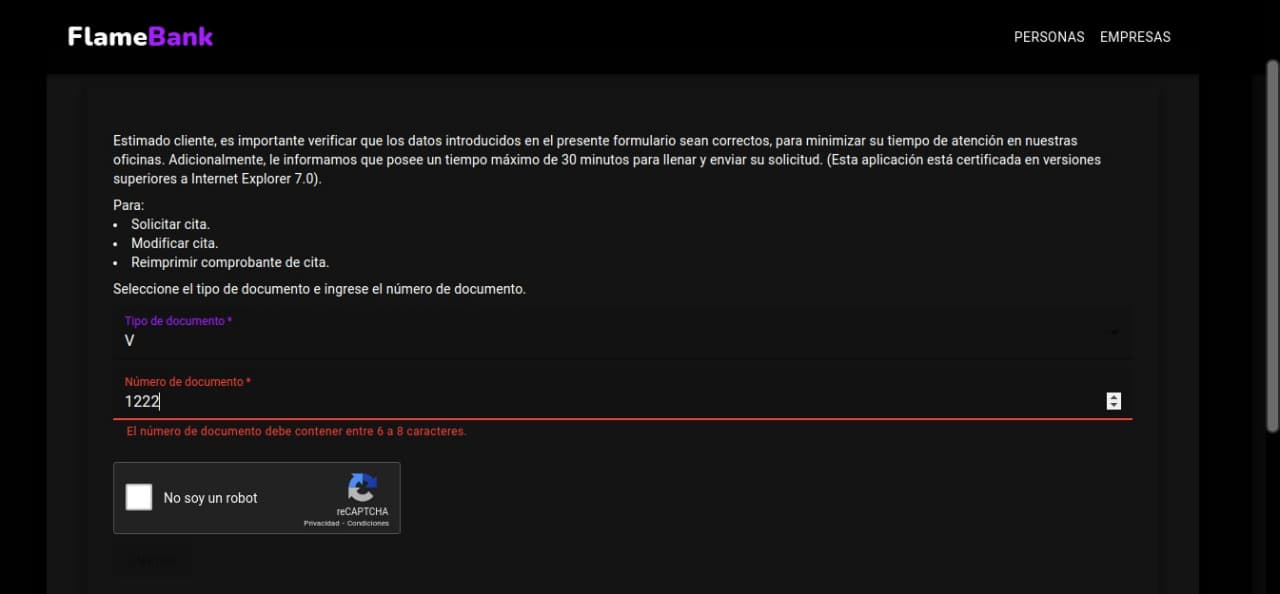 FlameBank
PERSONAS EMPRESAS
Estimado cliente, es importante verificar que los datos introducidos en el presente formulario sean correctos, para minimizar su tiempo de atención en nuestras
oficinas. Adicionalmente, le informamos que posee un tiempo máximo de 30 minutos para llenar y enviar su solicitud. (Esta aplicación está certificada en versiones
superiores a Internet Explorer 7.0).
Para:
• Solicitar cita.
• Modificar cita.
• Reimprimir comprobante de cita.
Seleccione el tipo de documento e ingrese el número de documento.
Tipo de documento *
V
Número de documento *
1222
El número de documento debe contener entre 6 a 8 caracteres.
No soy un robot
reCAPTCHA
Privacidad - Condiciones